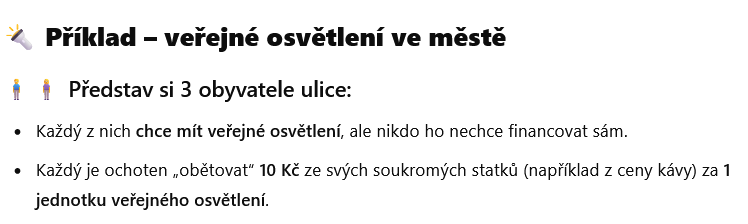 Příklad – veřejné osvětlení ve městě
Představ si 3 obyvatele ulice:
• Každý z nich chce mít veřejné osvětlení, ale nikdo ho nechce financovat sám.
• Každý je ochoten „obětovat“ 10 Kč ze svých soukromých statků (například z ceny kávy) za 1
jednotku veřejného osvětlení.